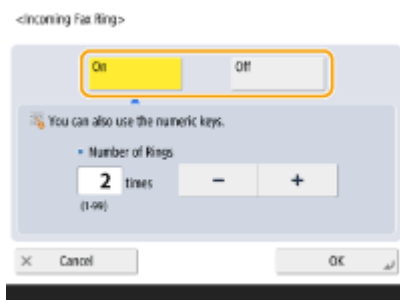 <Incoming Fax Ring>
On
Off
You can also use the numeric keys.
Number of Rings
2 times
− +
(1-99)
× Cancel
OK